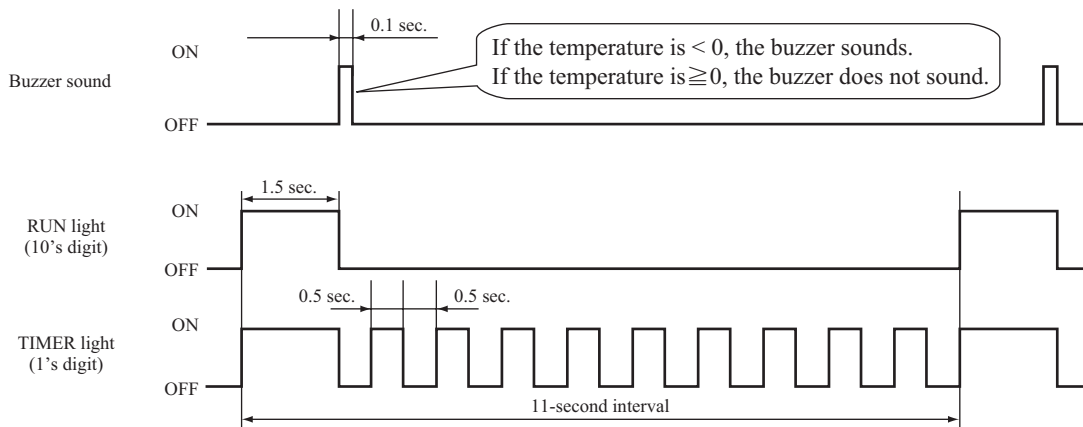 0.1 sec.
ON
If the temperature is < 0, the buzzer sounds.
If the temperature is ≧0, the buzzer does not sound.
Buzzer sound
OFF
1.5 sec.
ON
RUN light
(10's digit)
OFF
0.5 sec.
0.5 sec.
ON
TIMER light
(1's digit)
OFF
11-second interval